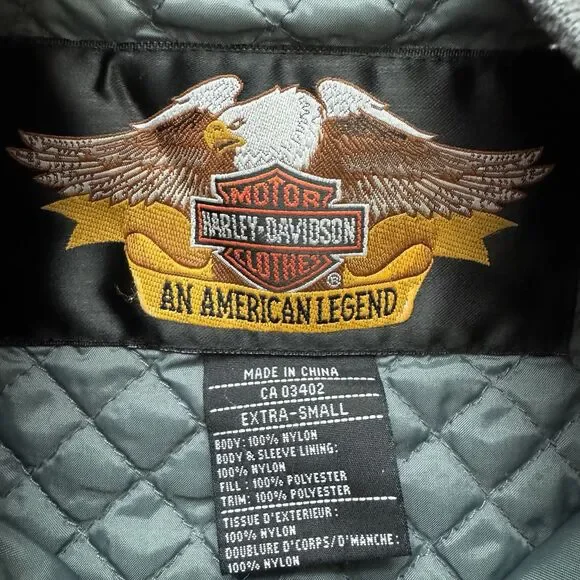 MOTOR
HARLEY-DAVIDSON
CLOTHES
®
AN AMERICAN LEGEND
MADE IN CHINA
CA 03402
EXTRA-SMALL
BODY: 100% NYLON
BODY & SLEEVE LINING:
100% NYLON
FILL: 100% POLYESTER
TRIM: 100% POLYESTER
TISSUE D'EXTERIEUR:
100% NYLON
DOUBLURE D'CORPS/D'MANCHE:
100% NYLON